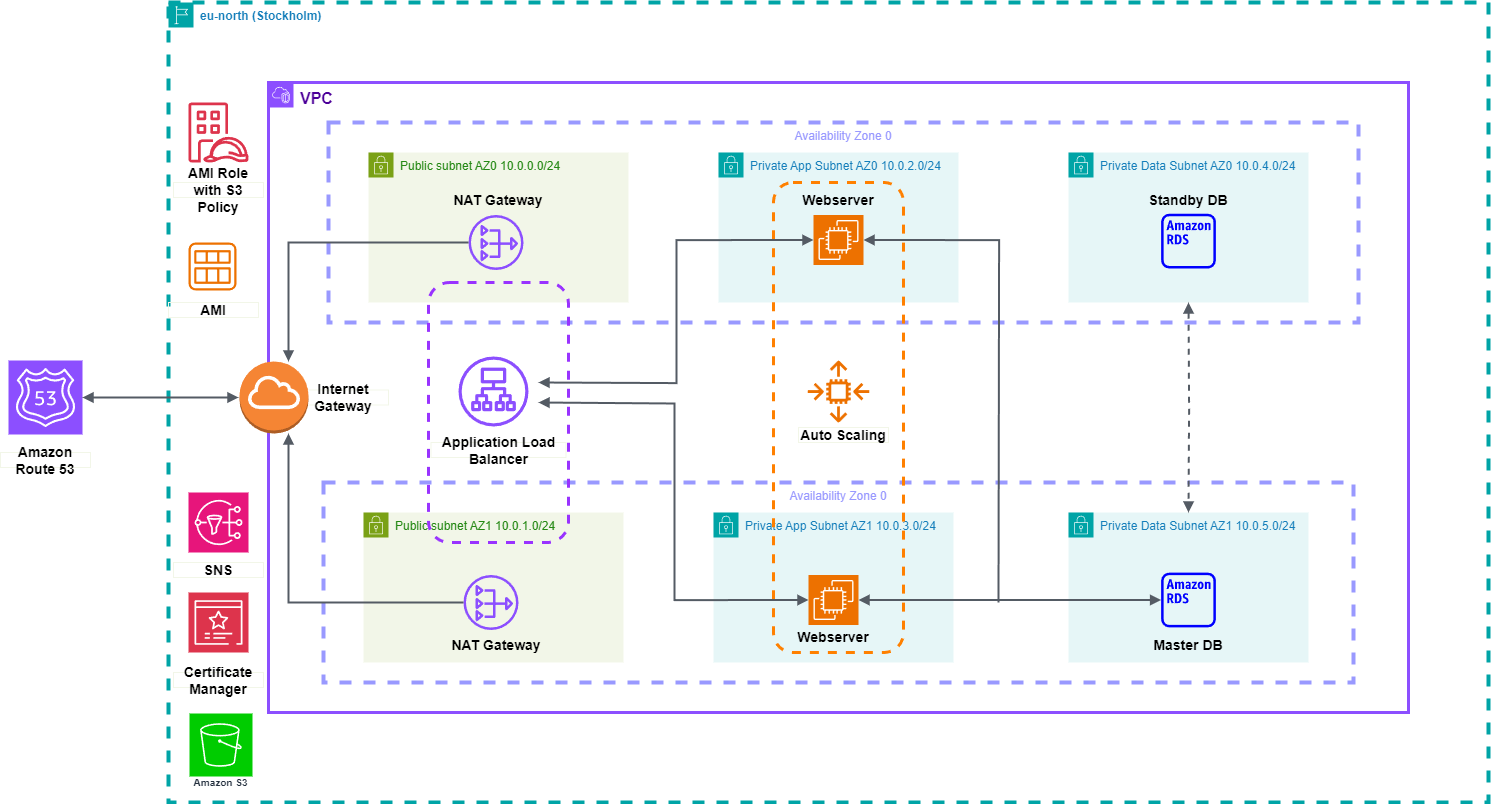 eu-north (Stockholm)
VPC
Availability Zone 0
Public subnet AZ0 10.0.0.0/24
Private App Subnet AZ0 10.0.2.0/24
Private Data Subnet AZ0 10.0.4.0/24
AMI Role
with S3
Policy
NAT Gateway
Webserver
Standby DB
Amazon
RDS
AMI
53
Amazon
Route 53
Internet
Gateway
Application Load
Balancer
Auto Scaling
Availability Zone 0
Public subnet AZ1 10.0.1.0/24
Private App Subnet AZ1 10.0.3.0/24
Private Data Subnet AZ1 10.0.5.0/24
SNS
Amazon
RDS
NAT Gateway
Webserver
Master DB
Certificate
Manager
Amazon S3